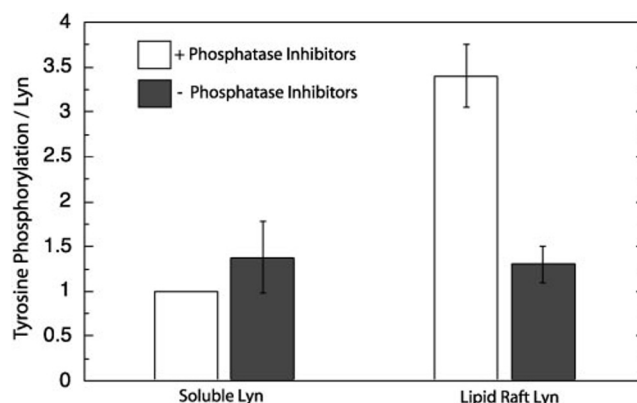 Tyrosine Phosphorylation / Lyn
4
3.5
3
2.5
2
1.5
1
0.5
0
+ Phosphatase Inhibitors
- Phosphatase Inhibitors
Soluble Lyn
Lipid Raft Lyn